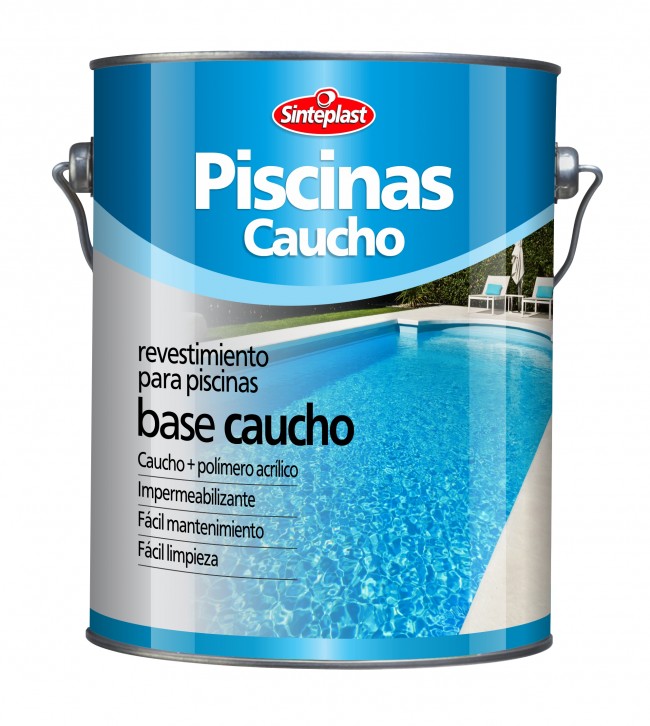 Sinteplast
Piscinas
Caucho
revestimiento
para piscinas
base caucho
Caucho + polímero acrílico
Impermeabilizante
Fácil mantenimiento
Fácil limpieza